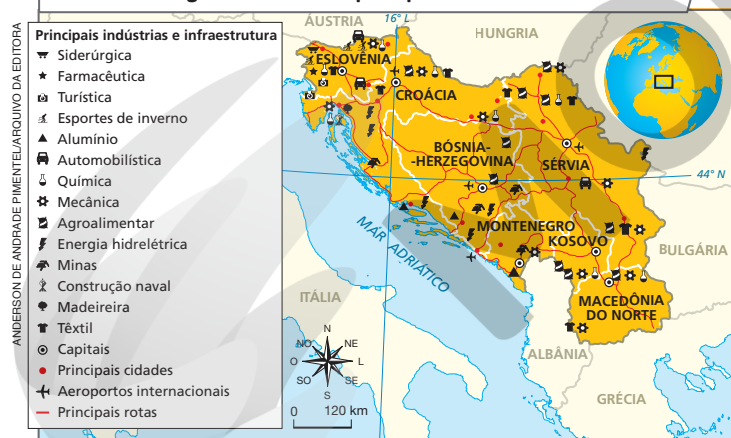 ANDERSON DE ANDRADE PIMENTEL/ARQUIVO DA EDITORA
Principais indústrias e infraestrutura
Siderúrgica
Farmacêutica
Turística
Esportes de inverno
Alumínio
Automobilística
Química
Mecânica
Agroalimentar
Energia hidrelétrica
Minas
Construção naval
Madeireira
Têxtil
Capitais
Principais cidades
Aeroportos internacionais
Principais rotas
16° L
ÁUSTRIA
HUNGRIA
ESLOVÊNIA
CROÁCIA
BÓSNIA-
-HERZEGOVINA
SÉRVIA
44° N
MONTENEGRO
KOSOVO
BULGÁRIA
MAR ADRIÁTICO
ITÁLIA
MACEDÔNIA
DO NORTE
ALBÂNIA
GRÉCIA
N
NO
NE
O
L
SO
SE
S
0 120 km